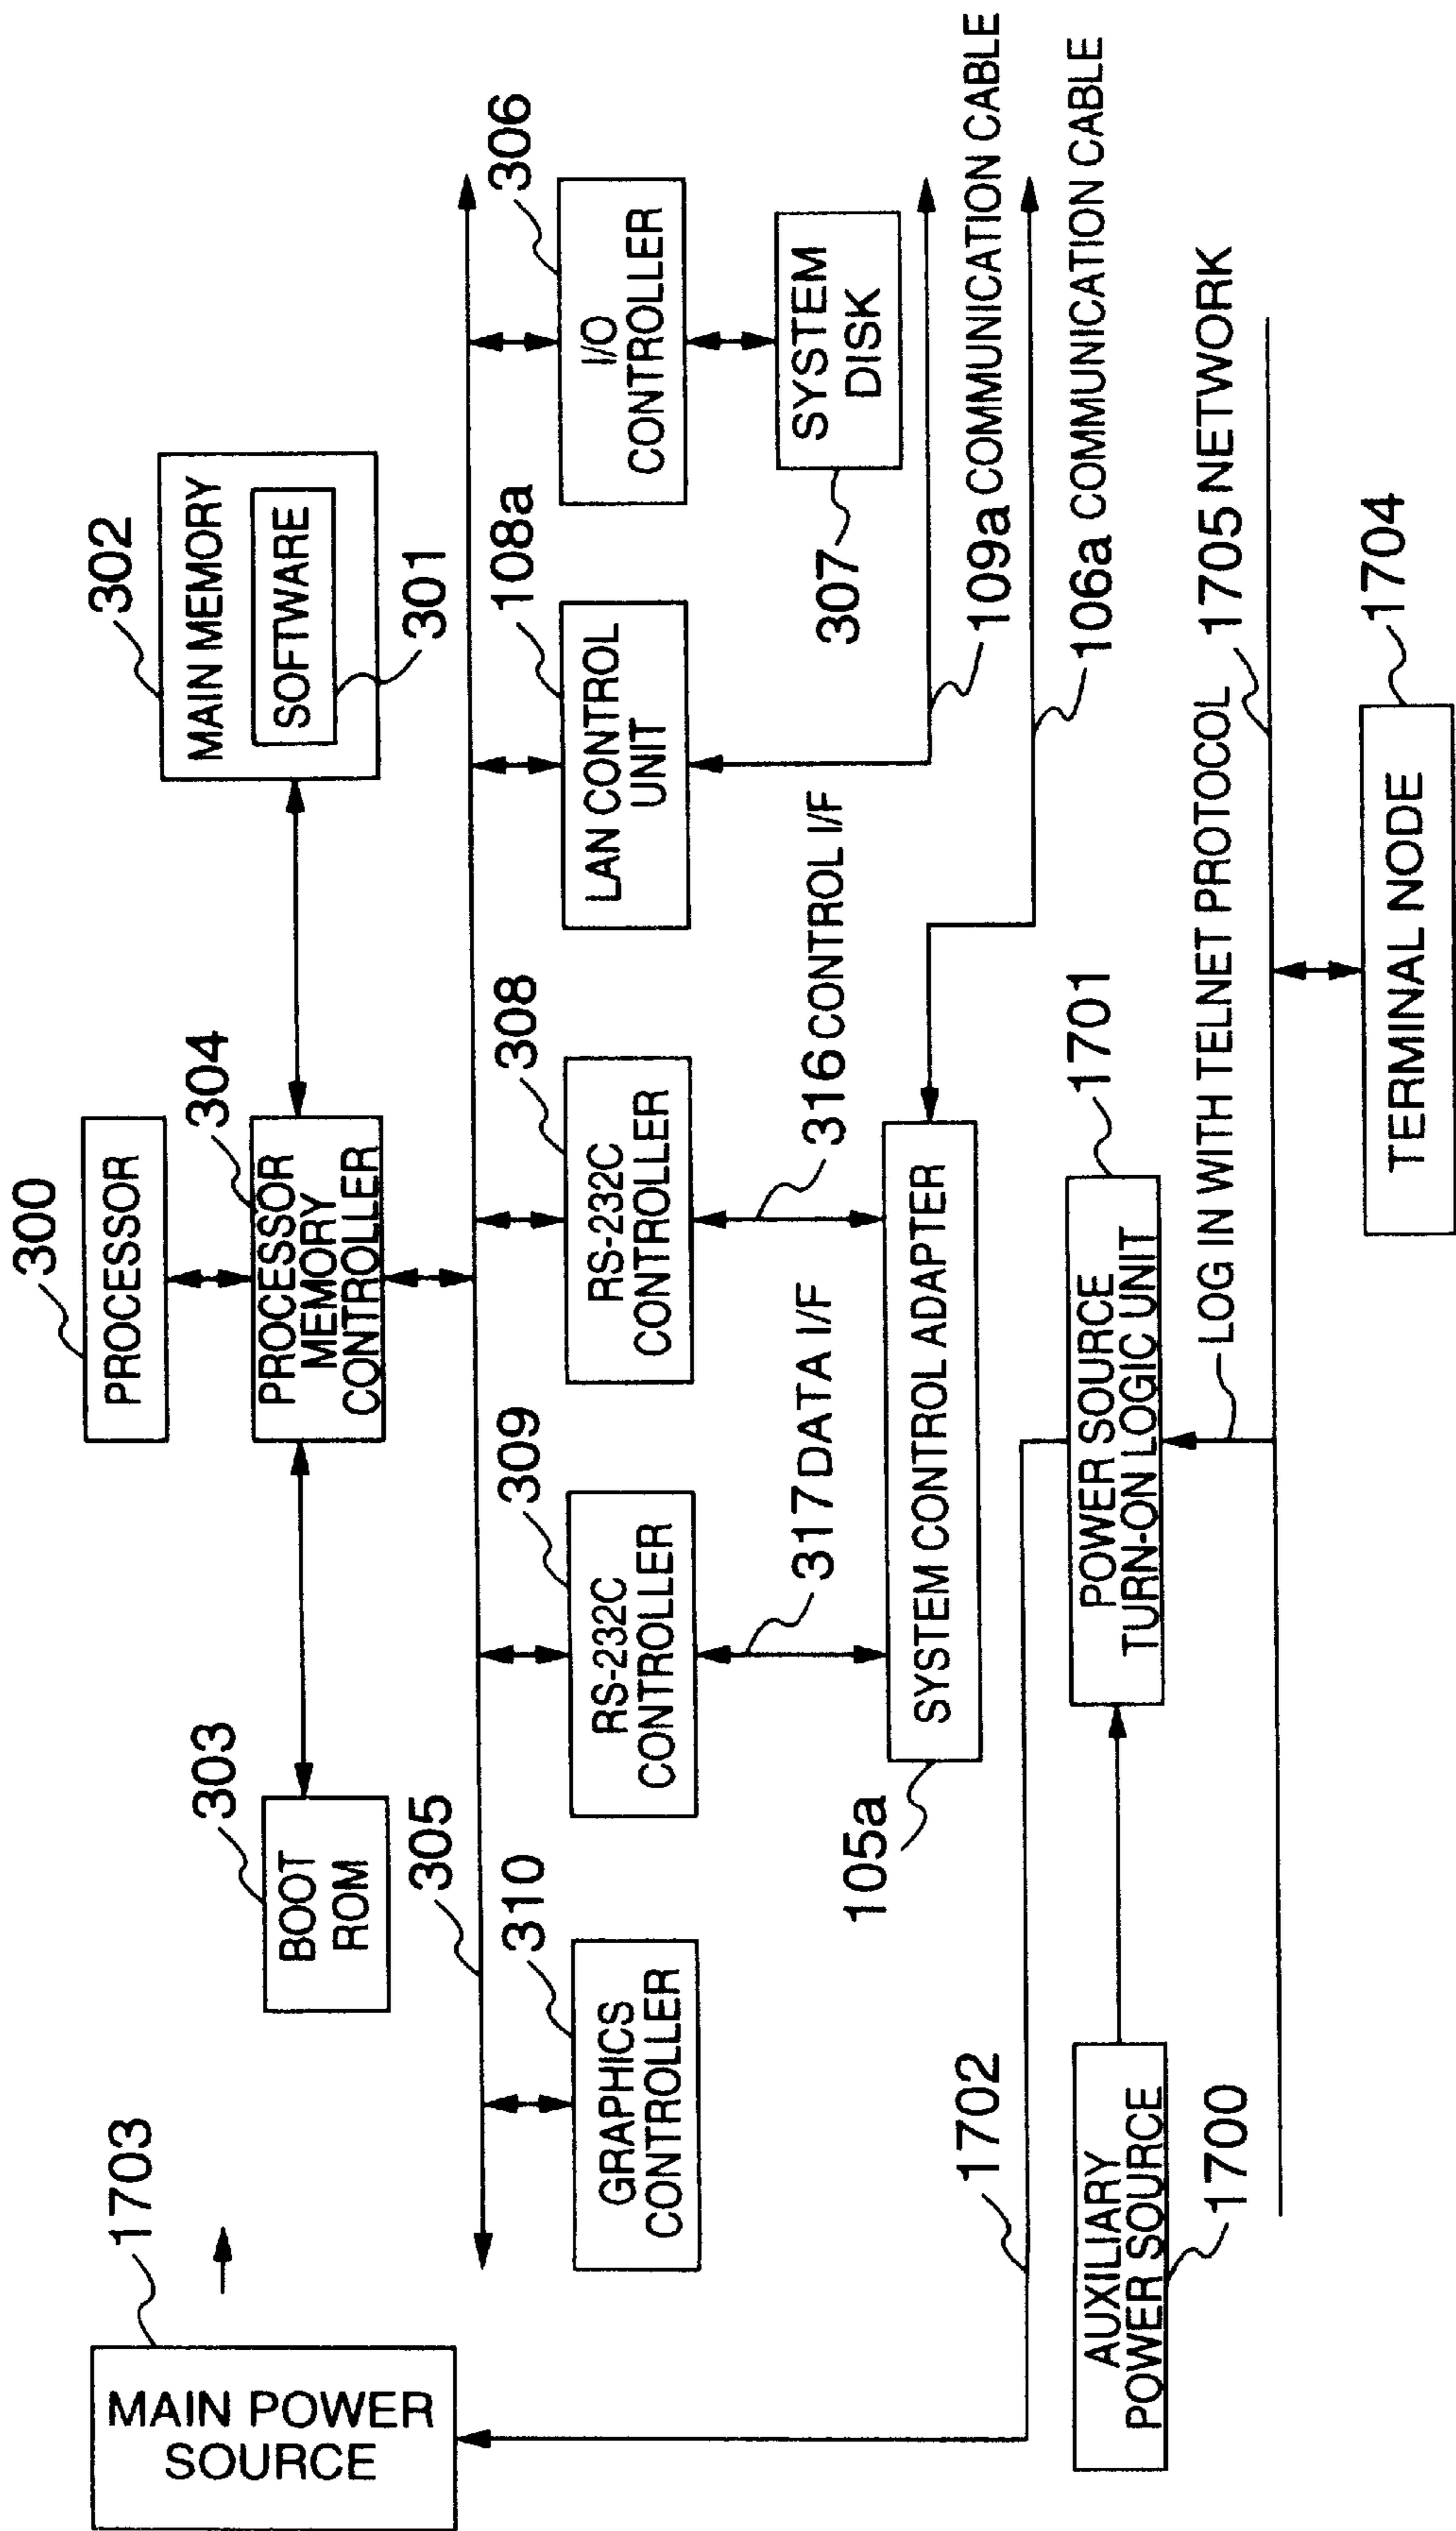 300
PROCESSOR
304
PROCESSOR
MEMORY
CONTROLLER
302
MAIN MEMORY
SOFTWARE
301
303
BOOT
ROM
1703
MAIN POWER
SOURCE
305
310
GRAPHICS
CONTROLLER
309
RS-232C
CONTROLLER
308
RS-232C
CONTROLLER
108a
LAN CONTROL
UNIT
306
I/O
CONTROLLER
307
SYSTEM
DISK
317 DATA I/F
316 CONTROL I/F
105a
SYSTEM CONTROL ADAPTER
109a COMMUNICATION CABLE
106a COMMUNICATION CABLE
1702
1701
POWER SOURCE
TURN-ON LOGIC UNIT
AUXILIARY
POWER SOURCE
1700
LOG IN WITH TELNET PROTOCOL
1705 NETWORK
1704
TERMINAL NODE